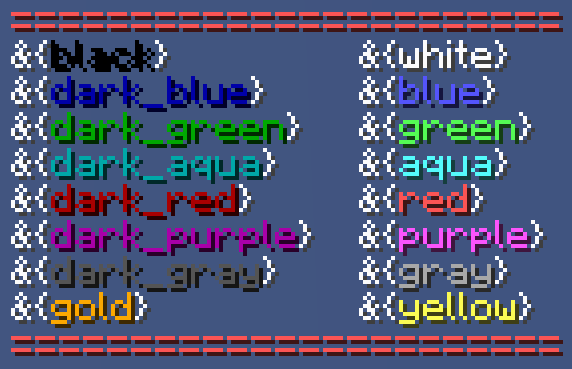 =======================
&{black} &{white}
&{dark_blue} &{blue}
&{dark_green} &{green}
&{dark_aqua} &{aqua}
&{dark_red} &{red}
&{dark_purple} &{purple}
&{dark_gray} &{gray}
&{gold} &{yellow}
=======================